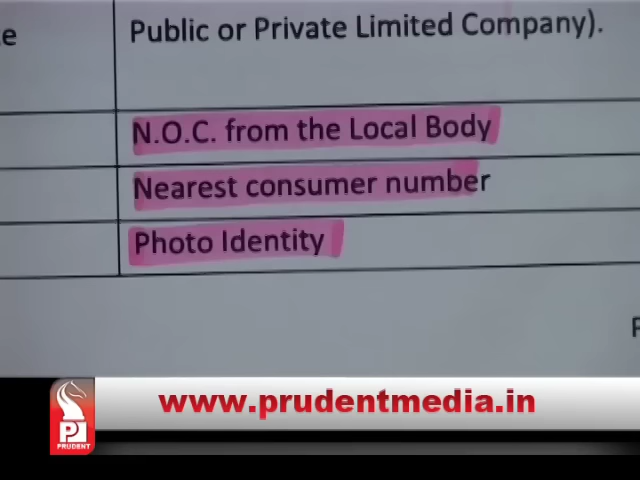 e
Public or Private Limited Company).
N.O.C. from the Local Body
Nearest consumer number
Photo Identity
www.prudentmedia.in
P
PRUDENT